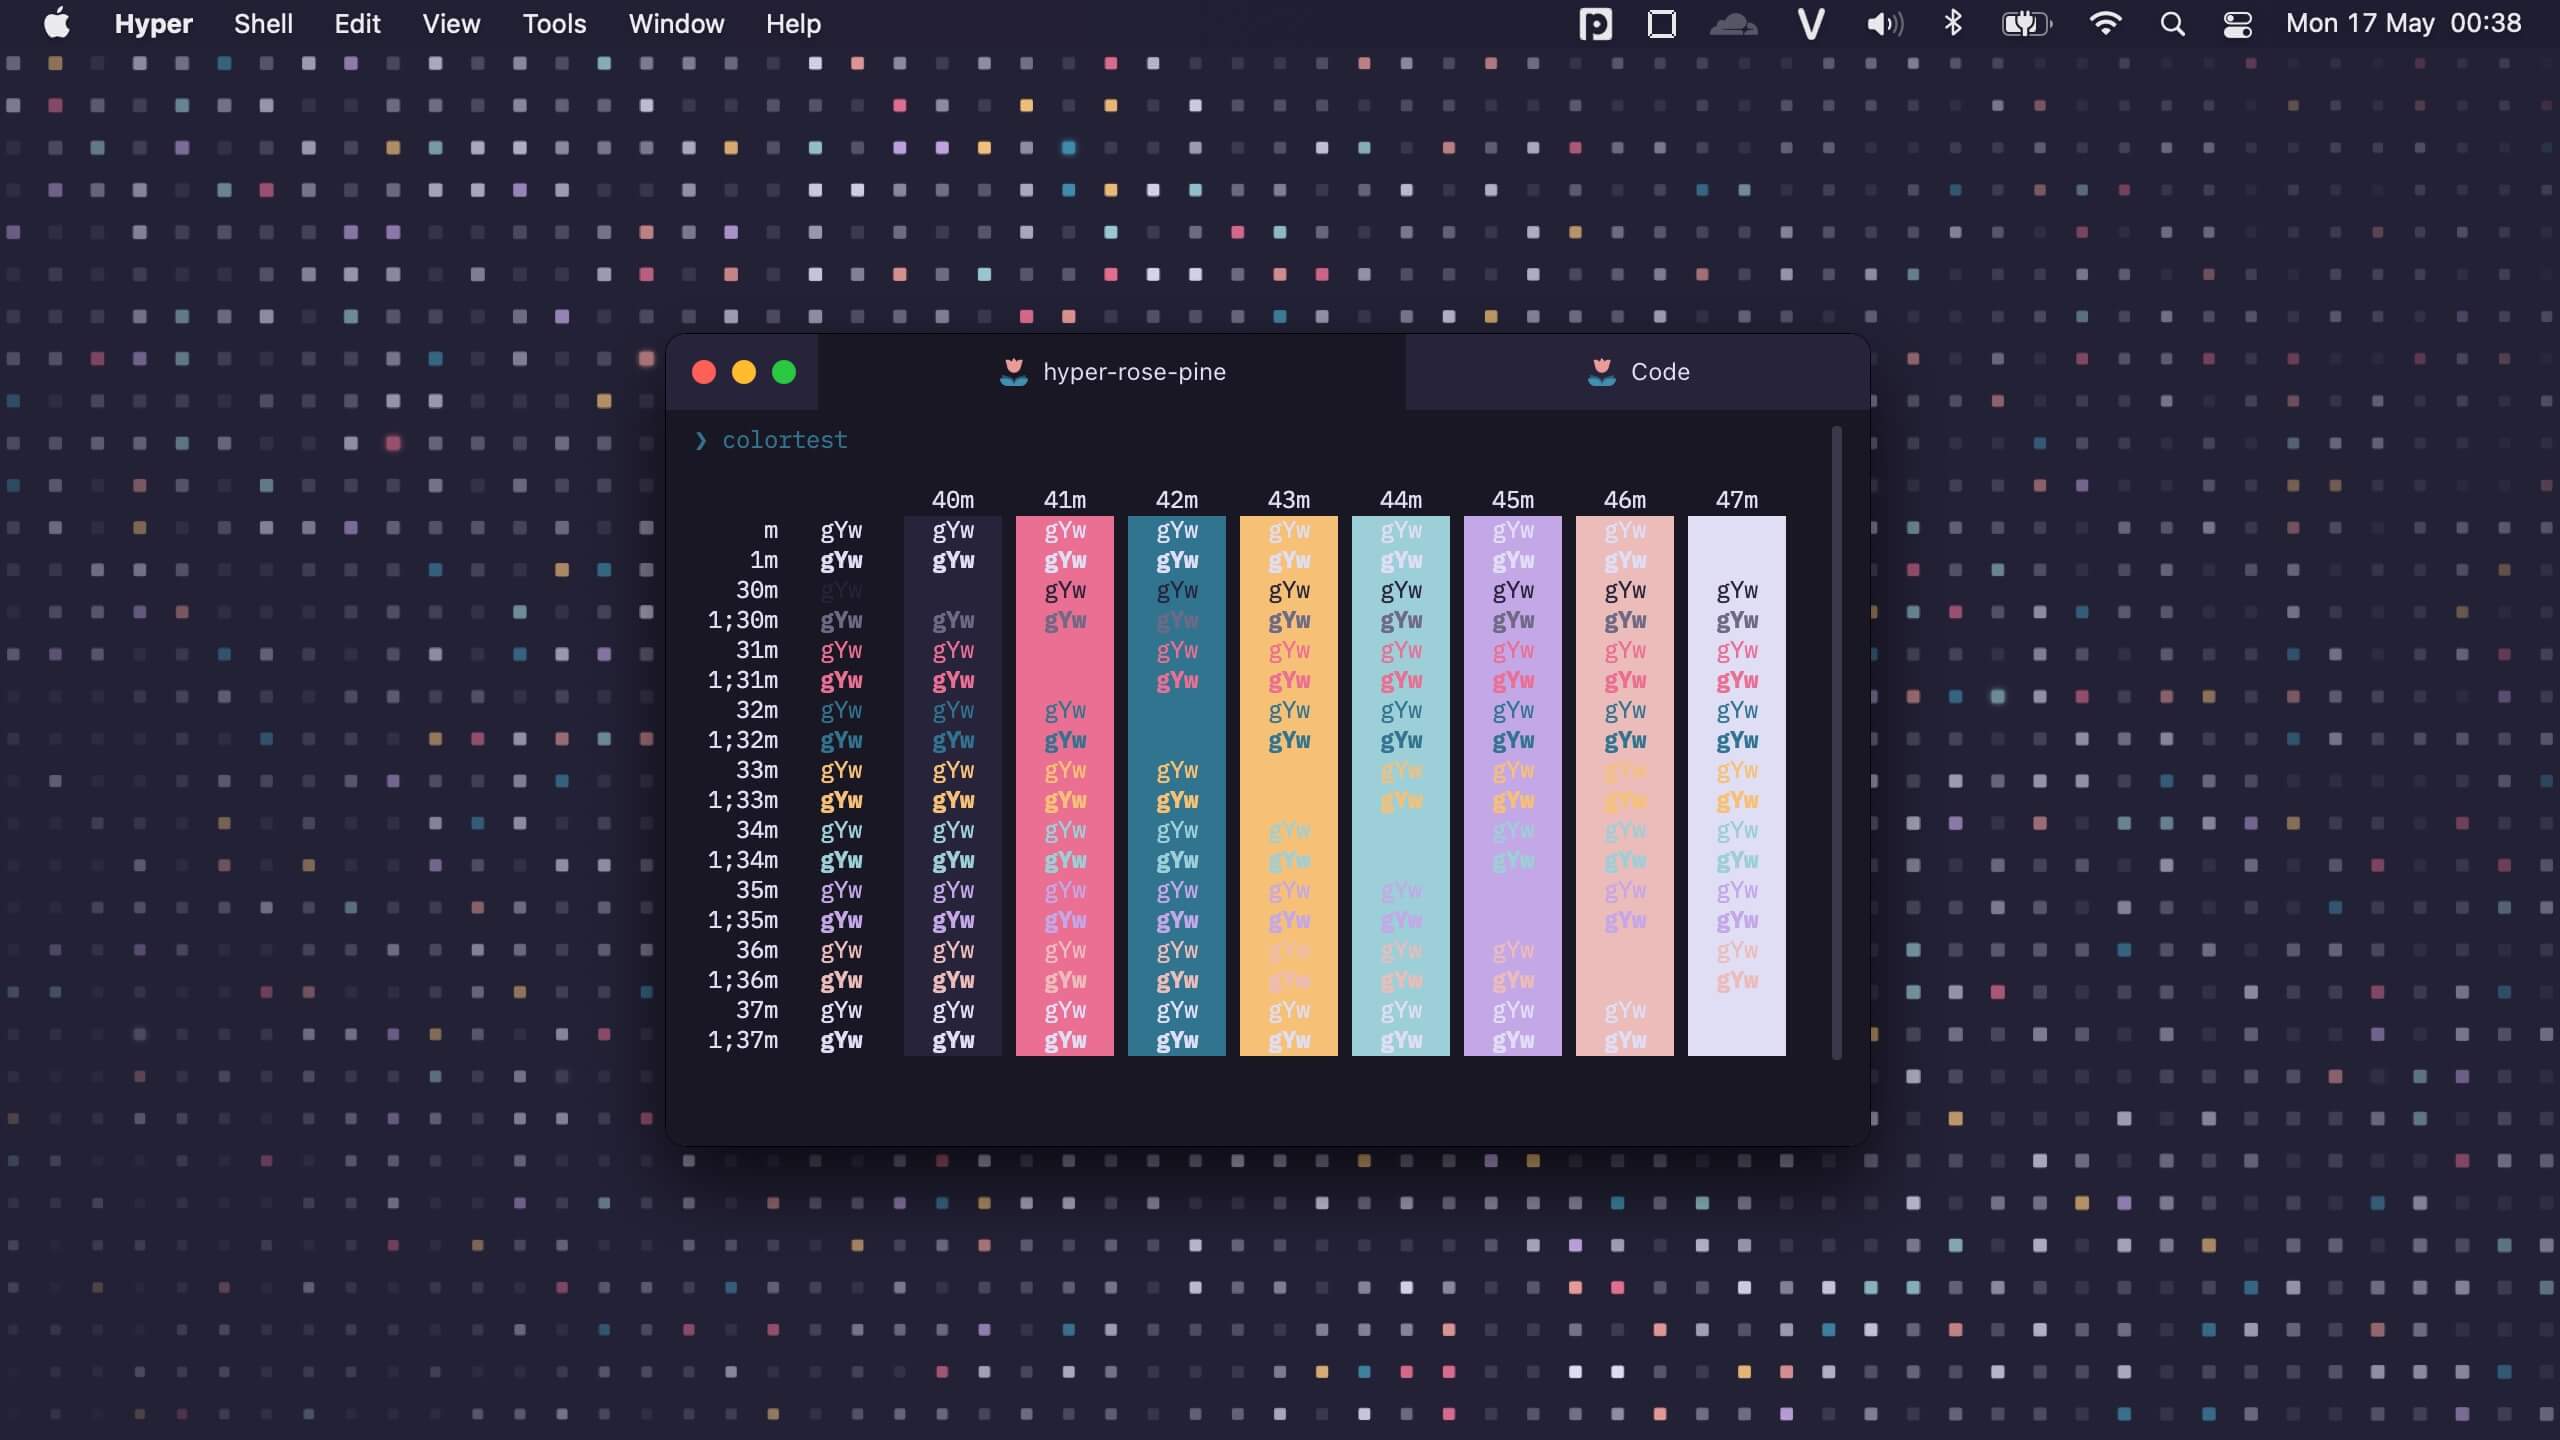 Hyper Shell Edit View Tools Window Help Mon 17 May 00:38
hyper-rose-pine Code
❯ colortest
40m 41m 42m 43m 44m 45m 46m 47m
m gYw gYw gYw gYw gYw gYw gYw gYw
1m gYw gYw gYw gYw gYw gYw gYw gYw
30m gYw gYw gYw gYw gYw gYw gYw gYw
1;30m gYw gYw gYw gYw gYw gYw gYw gYw gYw
31m gYw gYw gYw gYw gYw gYw gYw gYw
1;31m gYw gYw gYw gYw gYw gYw gYw gYw
32m gYw gYw gYw gYw gYw gYw gYw gYw
1;32m gYw gYw gYw gYw gYw gYw gYw gYw
33m gYw gYw gYw gYw gYw gYw gYw gYw
1;33m gYw gYw gYw gYw gYw gYw gYw gYw
34m gYw gYw gYw gYw gYw gYw gYw gYw
1;34m gYw gYw gYw gYw gYw gYw gYw gYw
35m gYw gYw gYw gYw gYw gYw gYw gYw
1;35m gYw gYw gYw gYw gYw gYw gYw gYw
36m gYw gYw gYw gYw gYw gYw gYw gYw
1;36m gYw gYw gYw gYw gYw gYw gYw gYw
37m gYw gYw gYw gYw gYw gYw gYw gYw
1;37m gYw gYw gYw gYw gYw gYw gYw gYw